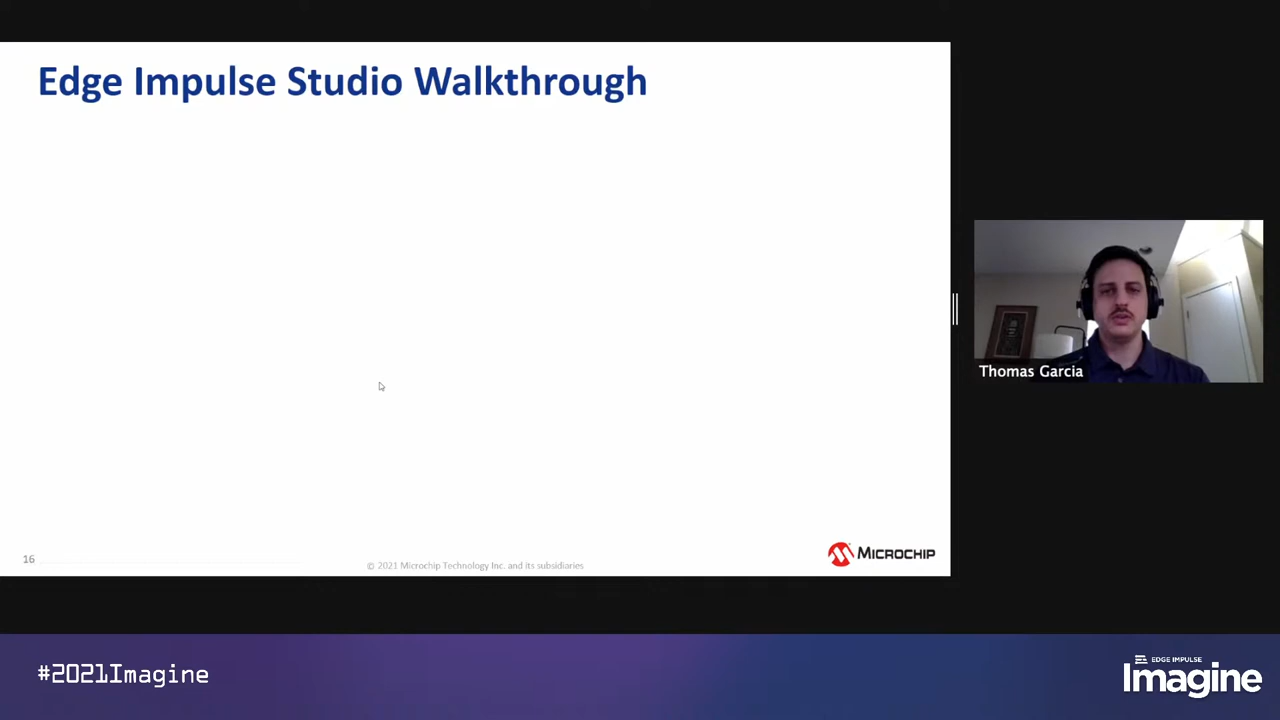 Edge Impulse Studio Walkthrough
Thomas Garcia
16
© 2021 Microchip Technology Inc. and its subsidiaries
MICROCHIP
#2021Imagine
EDGE IMPULSE
Imagine